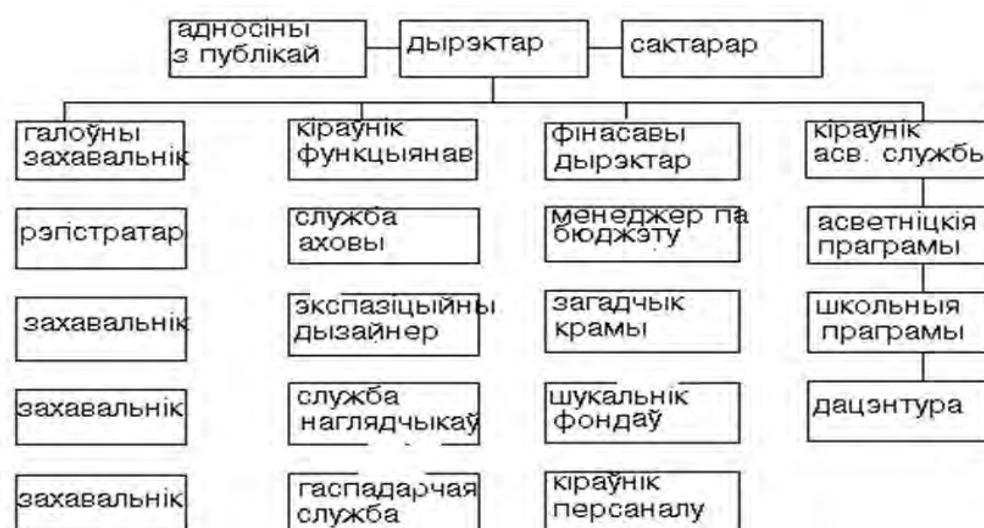 адносіны
з публікай
дырэктар
сактарар
галоўны
захавальнік
кіраўнік
функцыянав
фінасавы
дырэктар
кіраўнік
асв. службы
рэгістратар
служба
аховы
менеджер па
бюджэту
асветніцкія
праграмы
захавальнік
экспазіцыйны
дызайнер
загадчык
крамы
школьныя
праграмы
захавальнік
служба
наглядчыкаў
шукальнік
фондаў
дацэнтура
захавальнік
гаспадарчая
служба
кіраўнік
персаналу